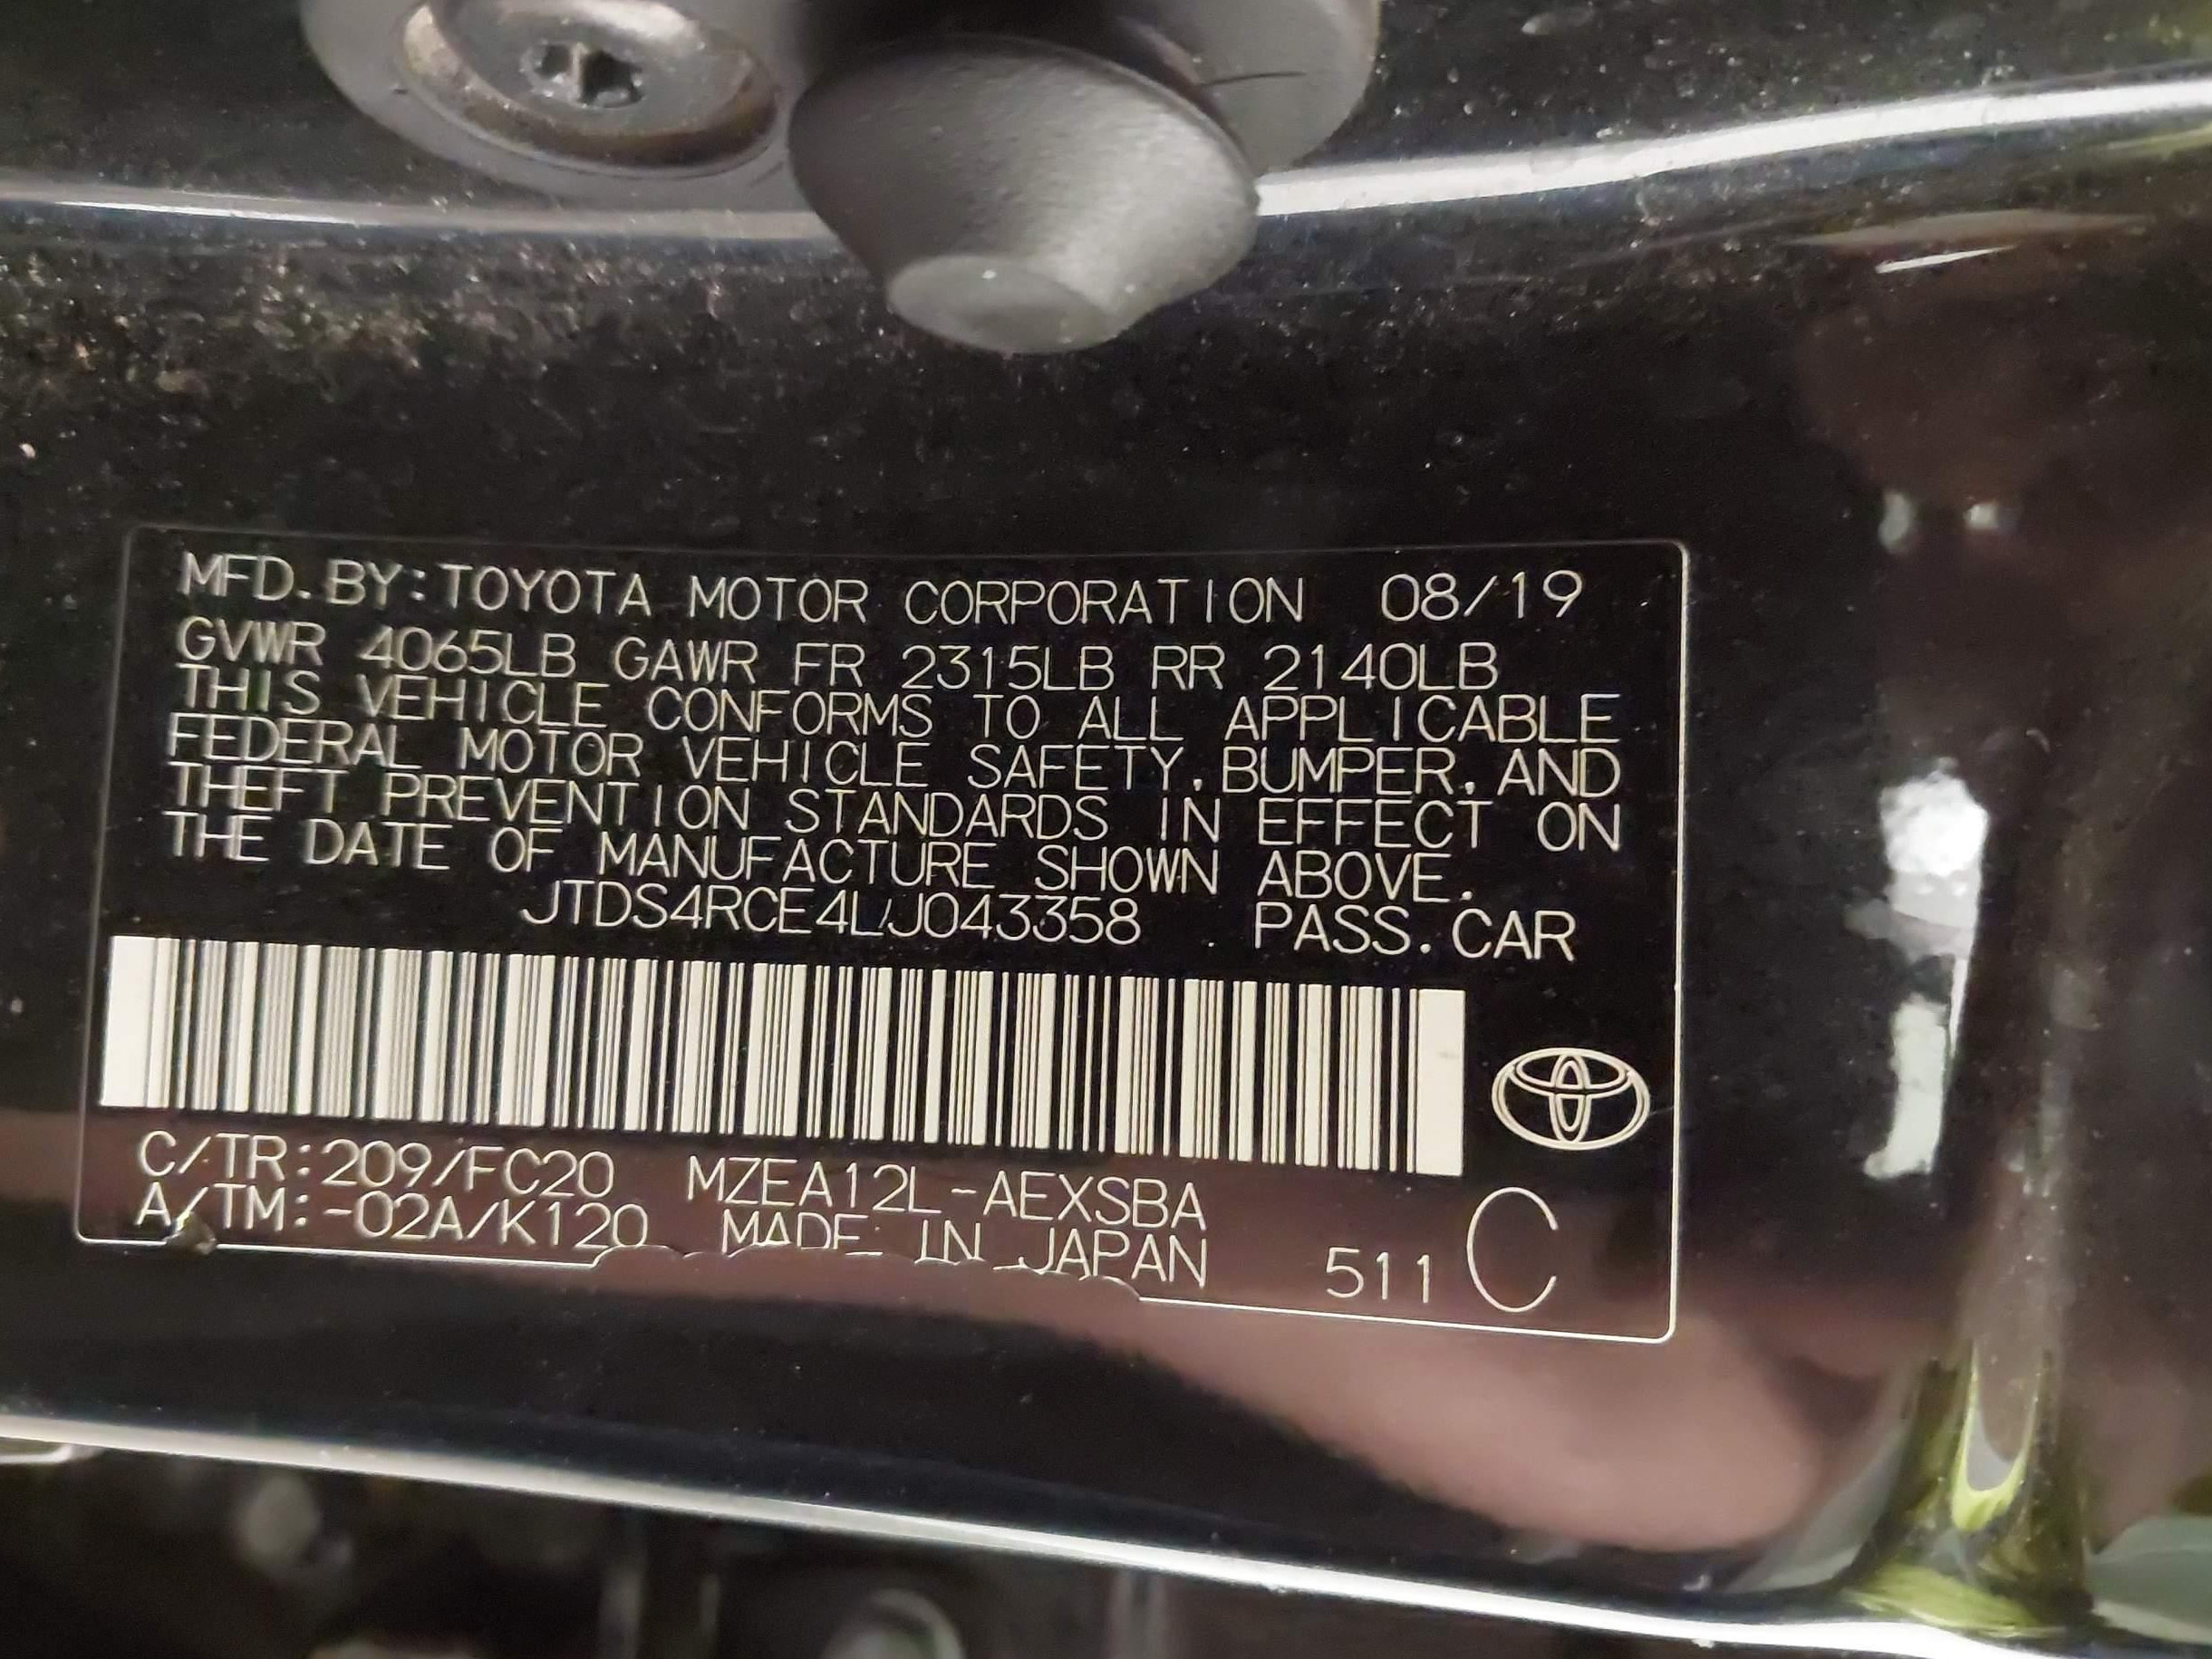 MFD.BY:TOYOTA MOTOR CORPORATION 08/19
GVWR 4065LB GAWR FR 2315LB RR 2140LB
THIS VEHICLE CONFORMS TO ALL APPLICABLE
FEDERAL MOTOR VEHICLE SAFETY,BUMPER,AND
THEFT PREVENTION STANDARDS IN EFFECT ON
THE DATE OF MANUFACTURE SHOWN ABOVE.
JTDS4RCE4LJ043358 PASS.CAR
C/TR:209/FC20 MZEA12L-AEXSBA
A/TM:-02A/K120 MADE IN JAPAN 511 C